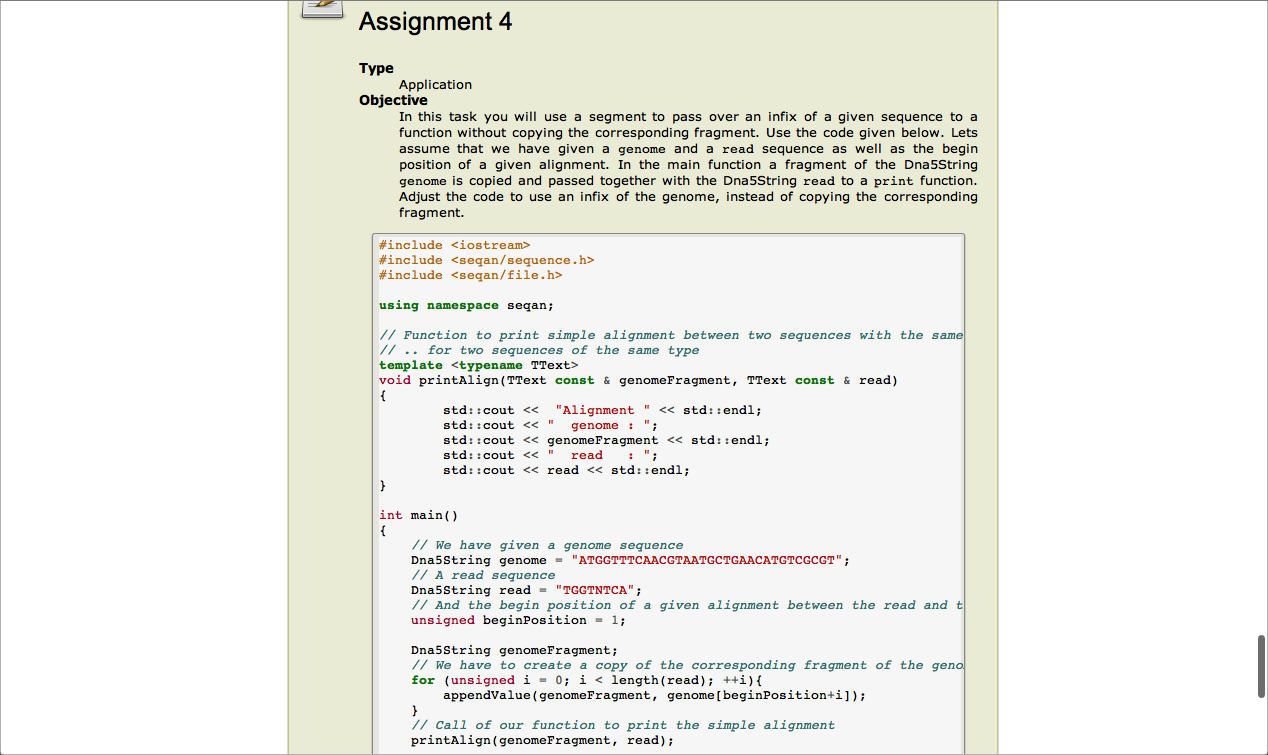 Assignment 4
Type
Application
Objective
In this task you will use a segment to pass over an infix of a given sequence to a
function without copying the corresponding fragment. Use the code given below. Lets
assume that we have given a genome and a read sequence as well as the begin
position of a given alignment. In the main function a fragment of the Dna5String
genome is copied and passed together with the Dna5String read to a print function.
Adjust the code to use an infix of the genome, instead of copying the corresponding
fragment.
#include <iostream>
#include <seqan/sequence.h>
#include <seqan/file.h>
using namespace seqan;
// Function to print simple alignment between two sequences with the same
// .. for two sequences of the same type
template <typename TText>
void printAlign(TText const & genomeFragment, TText const & read)
{
        std::cout <<  "Alignment " << std::endl;
        std::cout << "  genome : ";
        std::cout << genomeFragment << std::endl;
        std::cout << "  read   : ";
        std::cout << read << std::endl;
}
int main()
{
    // We have given a genome sequence
    Dna5String genome = "ATGGTTTCAACGTAATGCTGAACATGTCGCGT";
    // A read sequence
    Dna5String read = "TGGTNTCA";
    // And the begin position of a given alignment between the read and t
    unsigned beginPosition = 1;
    Dna5String genomeFragment;
    // We have to create a copy of the corresponding fragment of the geno
    for (unsigned i = 0; i < length(read); ++i){
        appendValue(genomeFragment, genome[beginPosition+i]);
    }
    // Call of our function to print the simple alignment
    printAlign(genomeFragment, read);